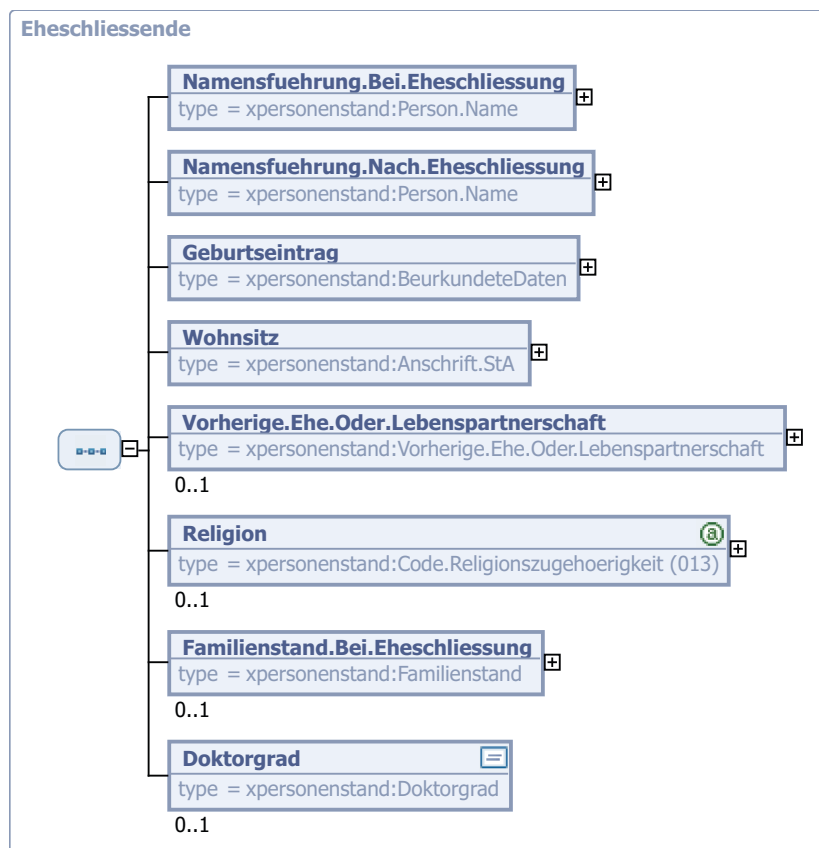 Eheschliessende
Namensfuehrung.Bei.Eheschliessung
type = xpersonenstand:Person.Name
Namensfuehrung.Nach.Eheschliessung
type = xpersonenstand:Person.Name
Geburtseintrag
type = xpersonenstand:BeurkundeteDaten
Wohnsitz
type = xpersonenstand:Anschrift.StA
Vorherige.Ehe.Oder.Lebenspartnerschaft
type = xpersonenstand:Vorherige.Ehe.Oder.Lebenspartnerschaft
0..1
Religion
type = xpersonenstand:Code.Religionszugehoerigkeit (013)
0..1
Familienstand.Bei.Eheschliessung
type = xpersonenstand:Familienstand
0..1
Doktorgrad
type = xpersonenstand:Doktorgrad
0..1